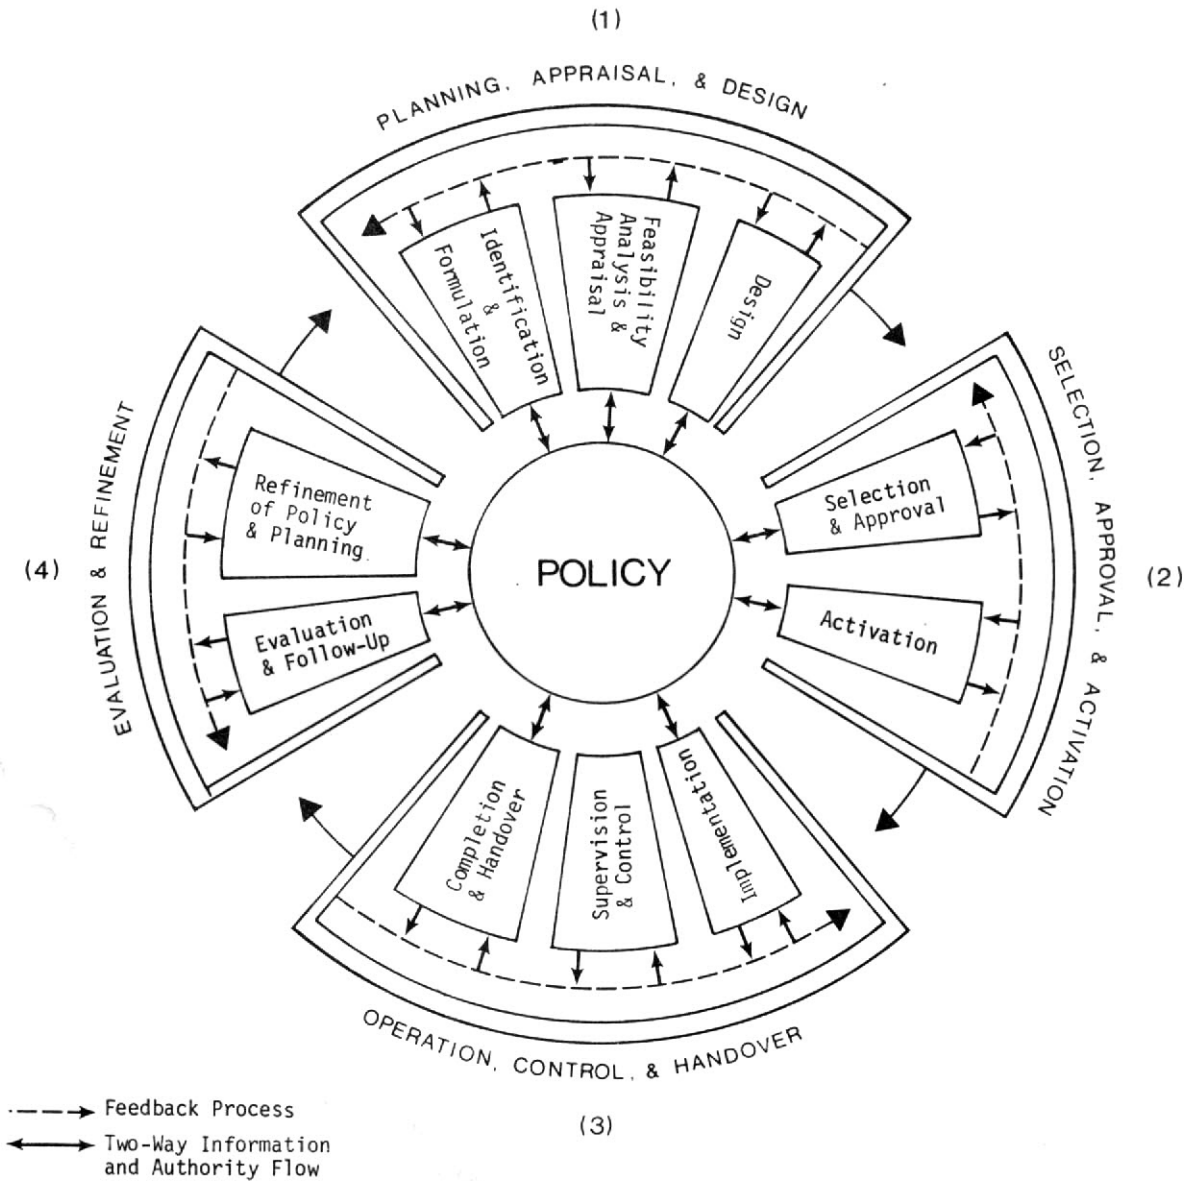 (1)
PLANNING, APPRAISAL, & DESIGN
Identification
&
Formulation
Feasibility
Analysis &
Appraisal
Design
SELECTION, APPROVAL, & ACTIVATION
(2)
Selection
& Approval
Activation
POLICY
Implementation
Supervision
& Control
Completion
& Handover
OPERATION, CONTROL, & HANDOVER
(3)
(4)
EVALUATION & REFINEMENT
Refinement
of Policy
& Planning
Evaluation
& Follow-Up
Feedback Process
Two-Way Information
and Authority Flow